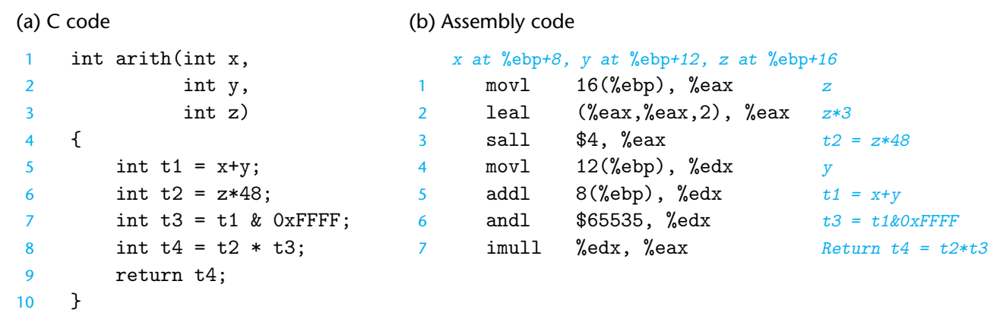 (a) C code
1 int arith(int x,
2 int y,
3 int z)
4 {
5 int t1 = x+y;
6 int t2 = z*48;
7 int t3 = t1 & 0xFFFF;
8 int t4 = t2 * t3;
9 return t4;
10 }
(b) Assembly code
x at %ebp+8, y at %ebp+12, z at %ebp+16
1 movl 16(%ebp), %eax z
2 leal (%eax,%eax,2), %eax z*3
3 sall $4, %eax t2 = z*48
4 movl 12(%ebp), %edx y
5 addl 8(%ebp), %edx t1 = x+y
6 andl $65535, %edx t3 = t1&0xFFFF
7 imull %edx, %eax Return t4 = t2*t3